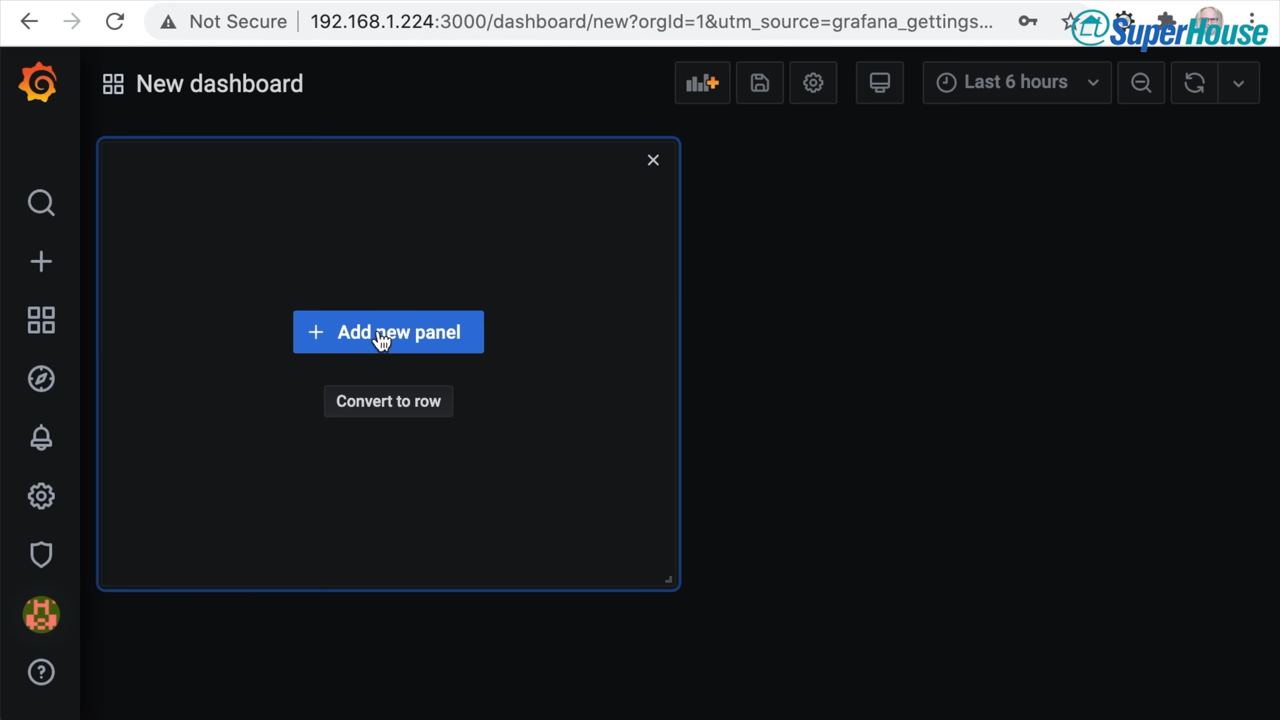 Not Secure 192.168.1.224:3000/dashboard/new?orgId=1&utm_source=grafana_gettings...
SuperHouse
New dashboard
Last 6 hours
Add new panel
Convert to row